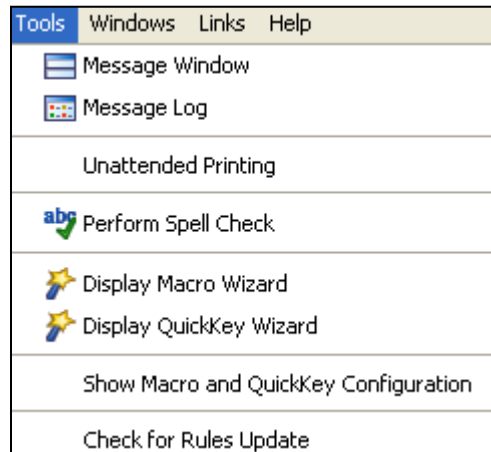 Tools Windows Links Help
Message Window
Message Log
Unattended Printing
abc Perform Spell Check
Display Macro Wizard
Display QuickKey Wizard
Show Macro and QuickKey Configuration
Check for Rules Update